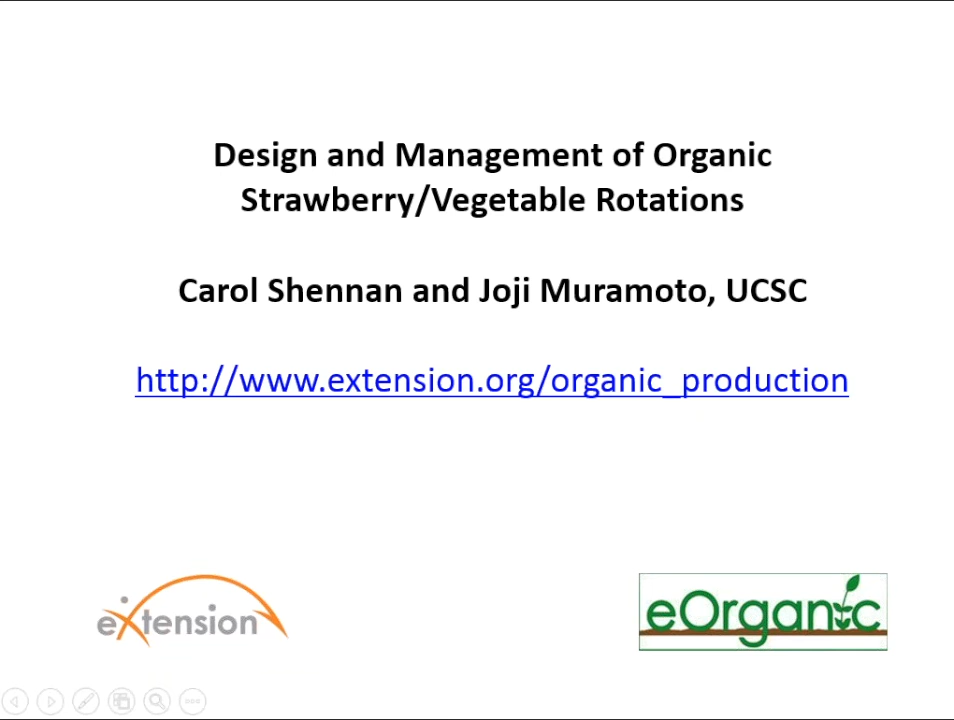 Design and Management of Organic
Strawberry/Vegetable Rotations
Carol Shennan and Joji Muramoto, UCSC
http://www.extension.org/organic_production
eXtension
eOrganic